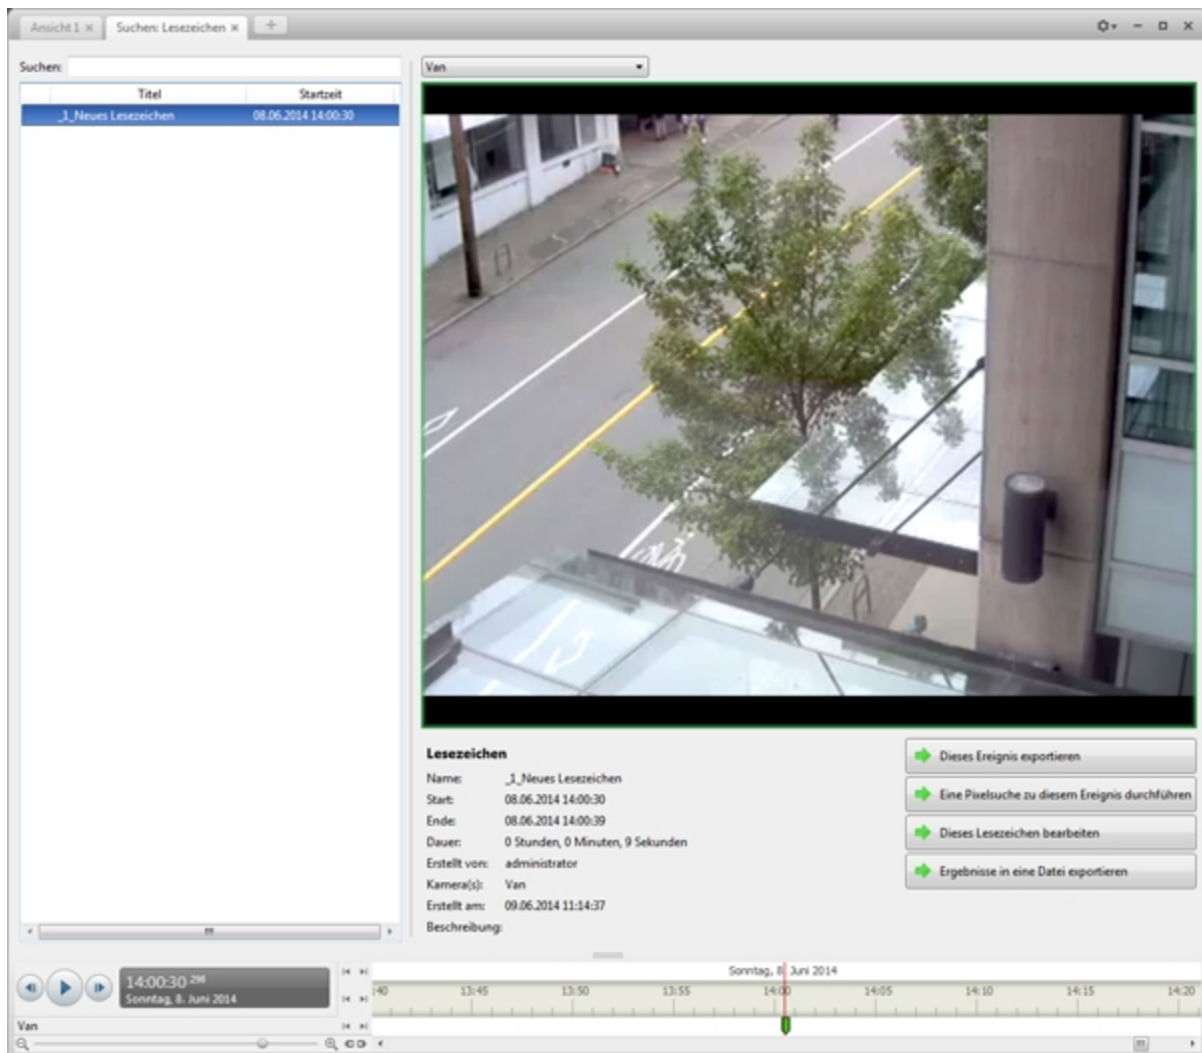 Ansicht 1
Suchen: Lesezeichen
Suchen:
Van
Titel Startzeit
_1_Neues Lesezeichen 08.06.2014 14:00:30
Lesezeichen
Name: _1_Neues Lesezeichen
Start: 08.06.2014 14:00:30
Ende: 08.06.2014 14:00:39
Dauer: 0 Stunden, 0 Minuten, 9 Sekunden
Erstellt von: administrator
Kamera(s): Van
Erstellt am: 09.06.2014 11:14:37
Beschreibung:
Dieses Ereignis exportieren
Eine Pixelsuche zu diesem Ereignis durchführen
Dieses Lesezeichen bearbeiten
Ergebnisse in eine Datei exportieren
14:00:30.296
Sonntag, 8. Juni 2014
Sonntag, 8. Juni 2014
:40 13:45 13:50 13:55 14:00 14:05 14:10 14:15 14:20
Van